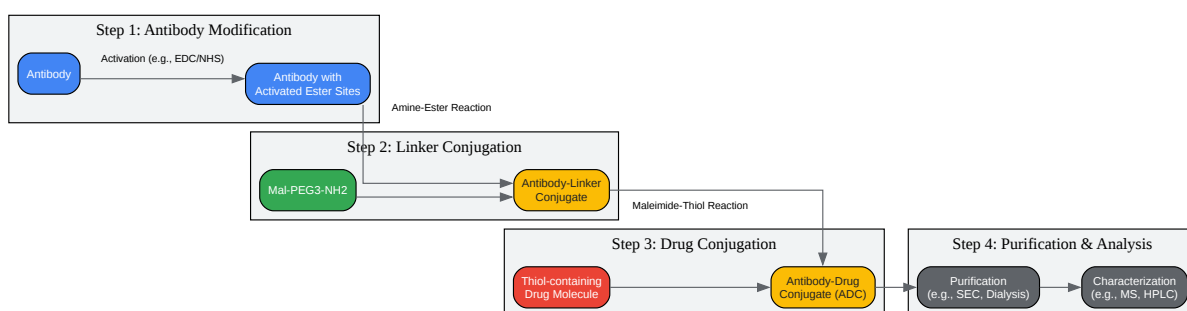 Step 1: Antibody Modification
Antibody
Activation (e.g., EDC/NHS)
Antibody with
Activated Ester Sites
Amine-Ester Reaction
Step 2: Linker Conjugation
Mal-PEG3-NH2
Antibody-Linker
Conjugate
Maleimide-Thiol Reaction
Step 3: Drug Conjugation
Thiol-containing
Drug Molecule
Antibody-Drug
Conjugate (ADC)
Step 4: Purification & Analysis
Purification
(e.g., SEC, Dialysis)
Characterization
(e.g., MS, HPLC)